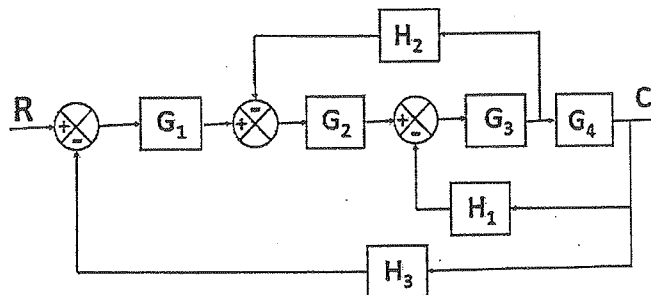 H₂
R + - G₁ + - G₂ + - G₃ G₄ C
H₁
H₃